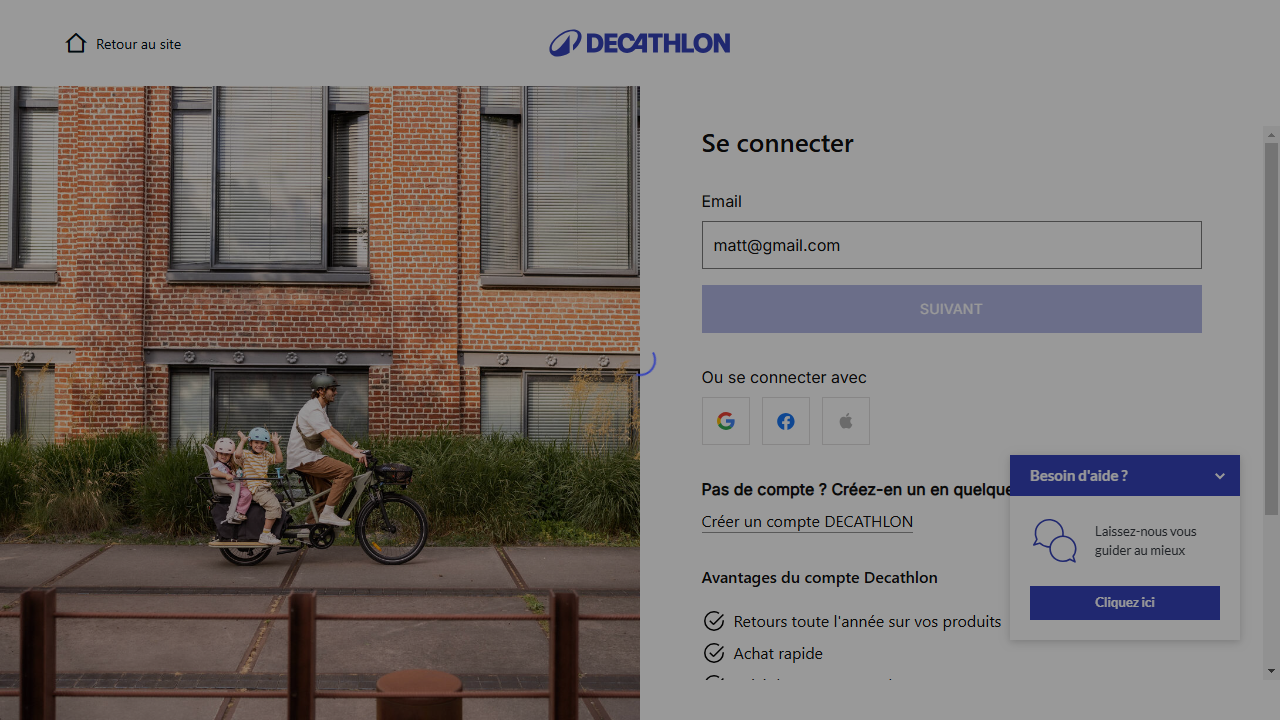 Retour au site
DECATHLON
Se connecter
Email
matt@gmail.com
SUIVANT
Ou se connecter avec
Pas de compte ? Créez-en un en quelque
Créer un compte DECATHLON
Avantages du compte Decathlon
Retours toute l'année sur vos produits
Achat rapide
Besoin d'aide ?
Laissez-nous vous
guider au mieux
Cliquez ici